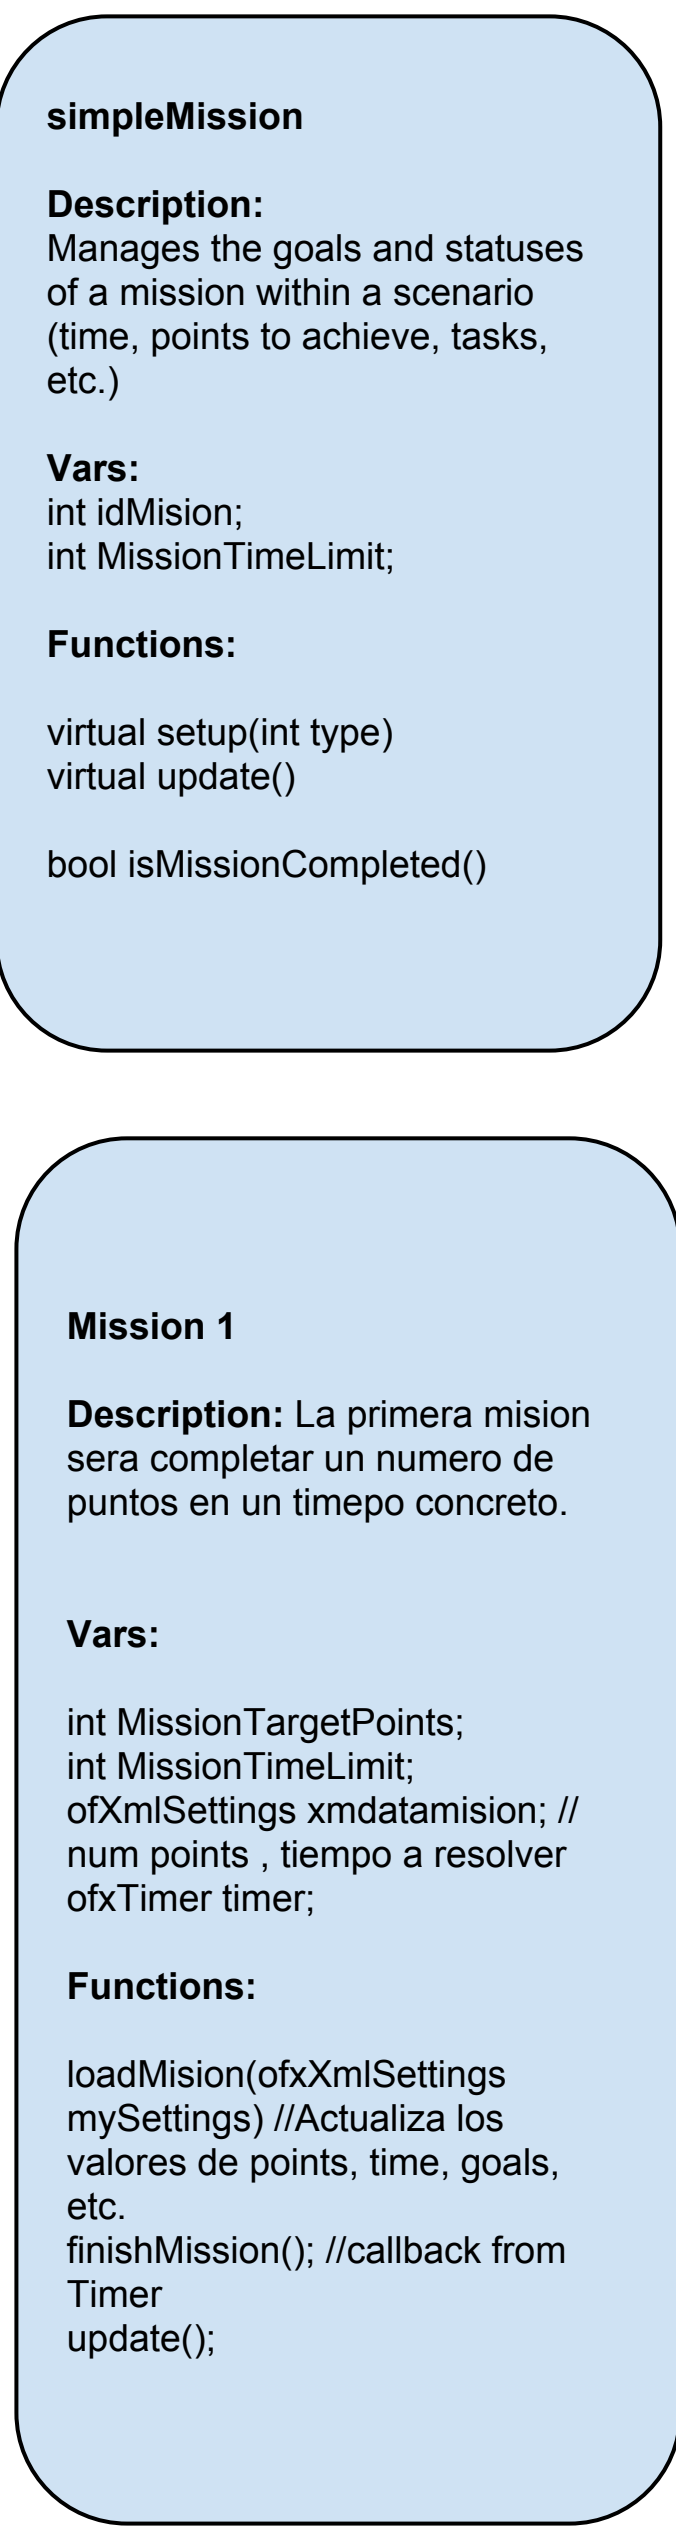 simpleMission
Description:
Manages the goals and statuses
of a mission within a scenario
(time, points to achieve, tasks,
etc.)
Vars:
int idMision;
int MissionTimeLimit;
Functions:
virtual setup(int type)
virtual update()
bool isMissionCompleted()
Mission 1
Description: La primera mision
sera completar un numero de
puntos en un timepo concreto.
Vars:
int MissionTargetPoints;
int MissionTimeLimit;
ofXmlSettings xmdatamision; //
num points , tiempo a resolver
ofxTimer timer;
Functions:
loadMision(ofxXmlSettings
mySettings) //Actualiza los
valores de points, time, goals,
etc.
finishMission(); //callback from
Timer
update();